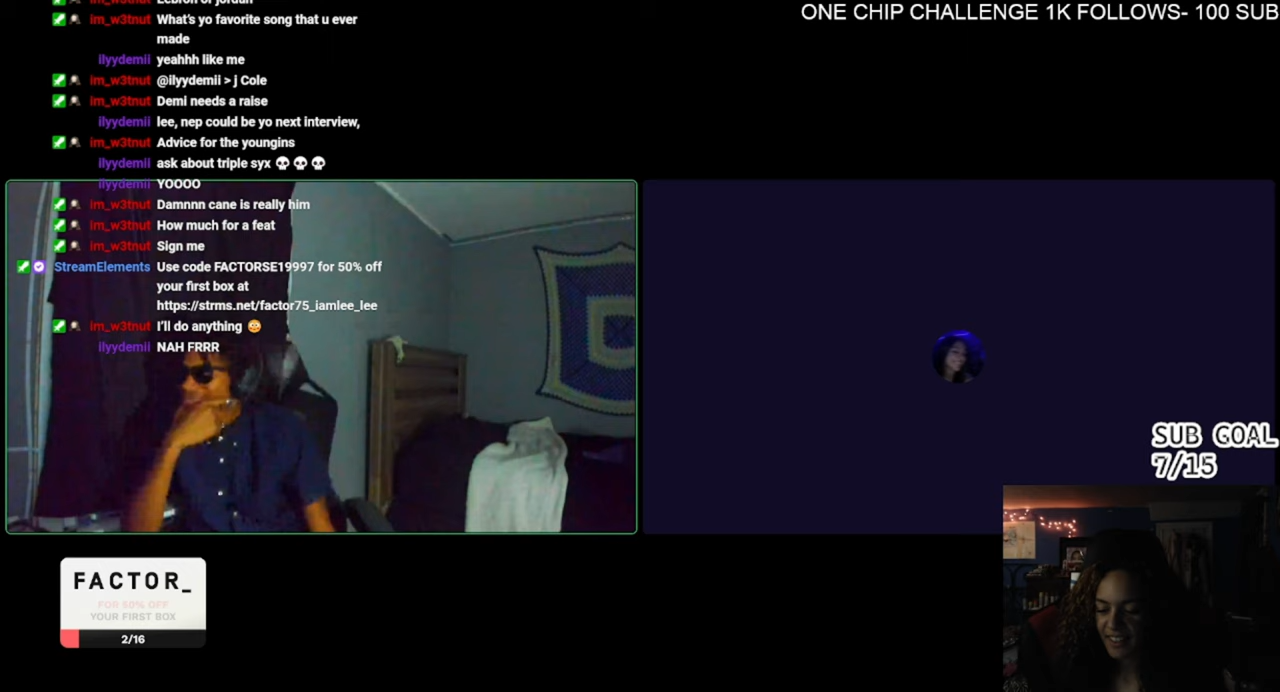 Lebron or jordan
ONE CHIP CHALLENGE 1K FOLLOWS- 100 SUB
im_w3tnut What's yo favorite song that u ever
made
ilyydemii yeahhh like me
im_w3tnut @ilyydemii > j Cole
im_w3tnut Demi needs a raise
ilyydemii lee, nep could be yo next interview,
im_w3tnut Advice for the youngins
ilyydemii ask about triple syx 💀 💀 💀
ilyydemii YOOOO
im_w3tnut Damnnn cane is really him
im_w3tnut How much for a feat
im_w3tnut Sign me
StreamElements Use code FACTORSE19997 for 50% off
your first box at
https://strms.net/factor75_iamlee_lee
im_w3tnut I'll do anything 😳
ilyydemii NAH FRRR
SUB GOAL
7/15
FACTOR_
FOR 50% OFF
YOUR FIRST BOX
2/16